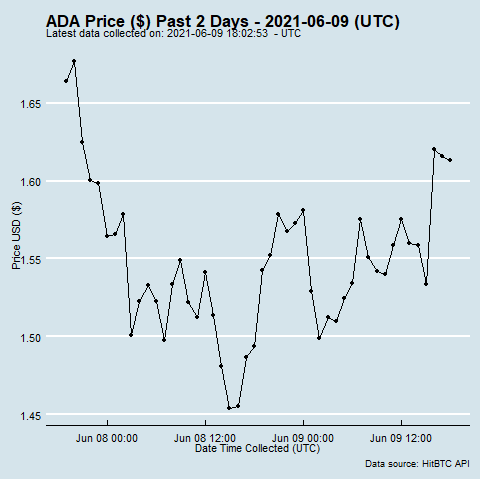 ADA Price ($) Past 2 Days - 2021-06-09 (UTC)
Latest data collected on: 2021-06-09 18:02:53 - UTC
1.65
1.60
1.55
1.50
1.45
Price USD ($)
Jun 08 00:00 Jun 08 12:00 Jun 09 00:00 Jun 09 12:00
Date Time Collected (UTC)
Data source: HitBTC API